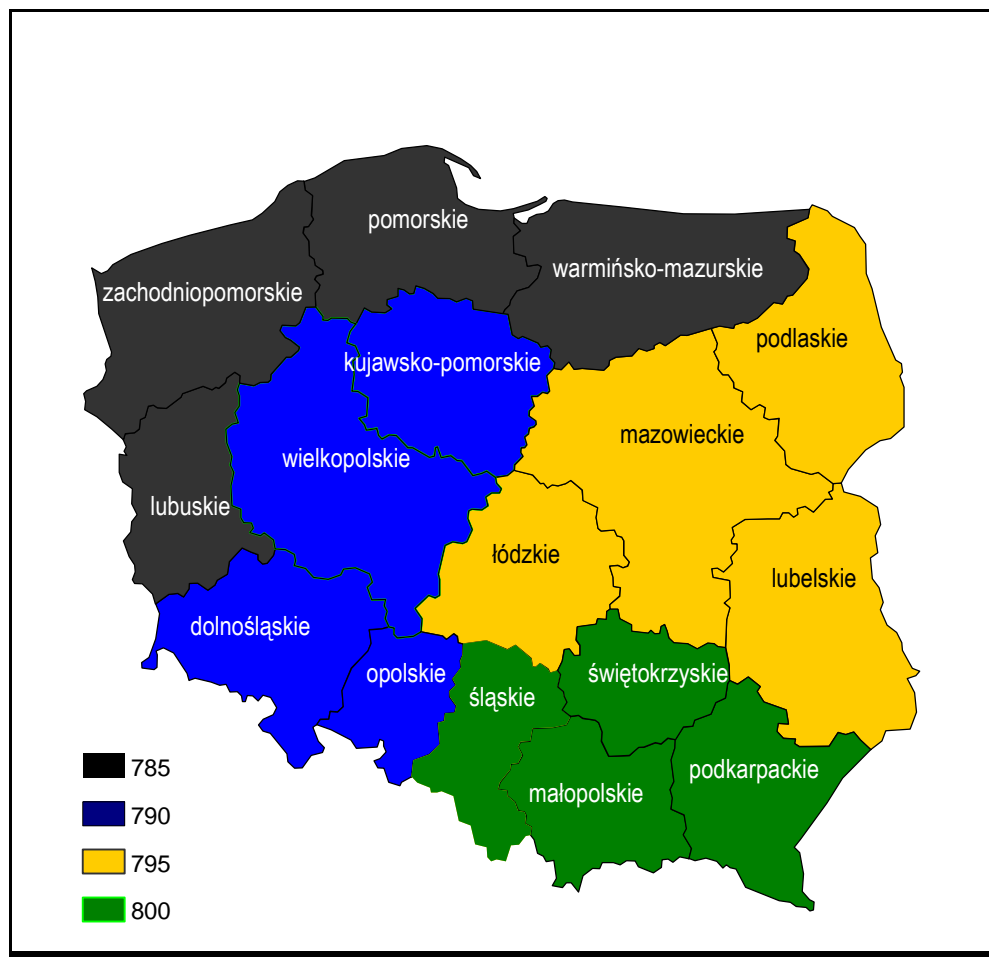 pomorskie
warmińsko-mazurskie
zachodniopomorskie
podlaskie
kujawsko-pomorskie
mazowieckie
wielkopolskie
lubuskie
łódzkie
lubelskie
dolnośląskie
opolskie
świętokrzyskie
śląskie
podkarpackie
małopolskie
785
790
795
800